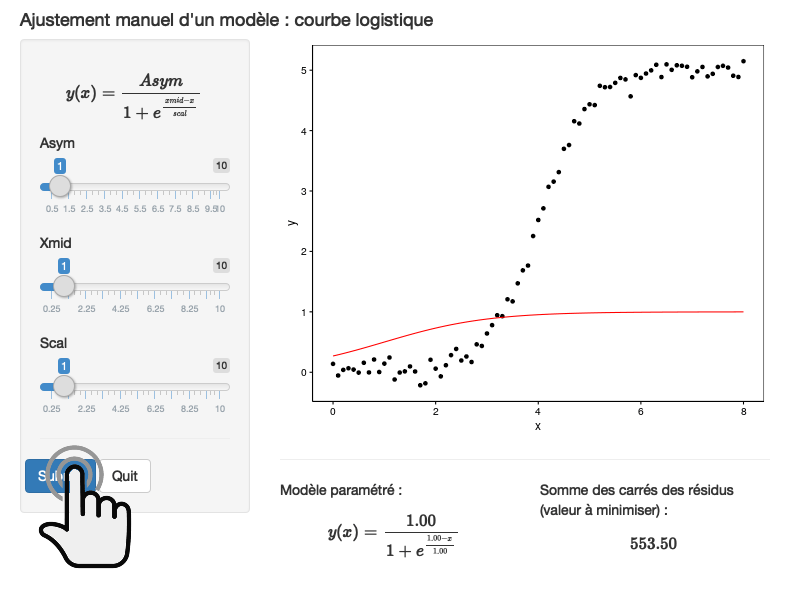 Ajustement manuel d'un modèle : courbe logistique
y(x) = Asym / (1 + e^((xmid−x)/scal))
Asym
1 10
0.5 1.5 2.5 3.5 4.5 5.5 6.5 7.5 8.5 9.5 10
Xmid
1 10
0.25 2.25 4.25 6.25 8.25 10
Scal
1 10
0.25 2.25 4.25 6.25 8.25 10
Quit
y
5
4
3
2
1
0
0 2 4 6 8
x
Modèle paramétré :
y(x) = 1.00 / (1 + e^((1.00−x)/1.00))
Somme des carrés des résidus
(valeur à minimiser) :
553.50